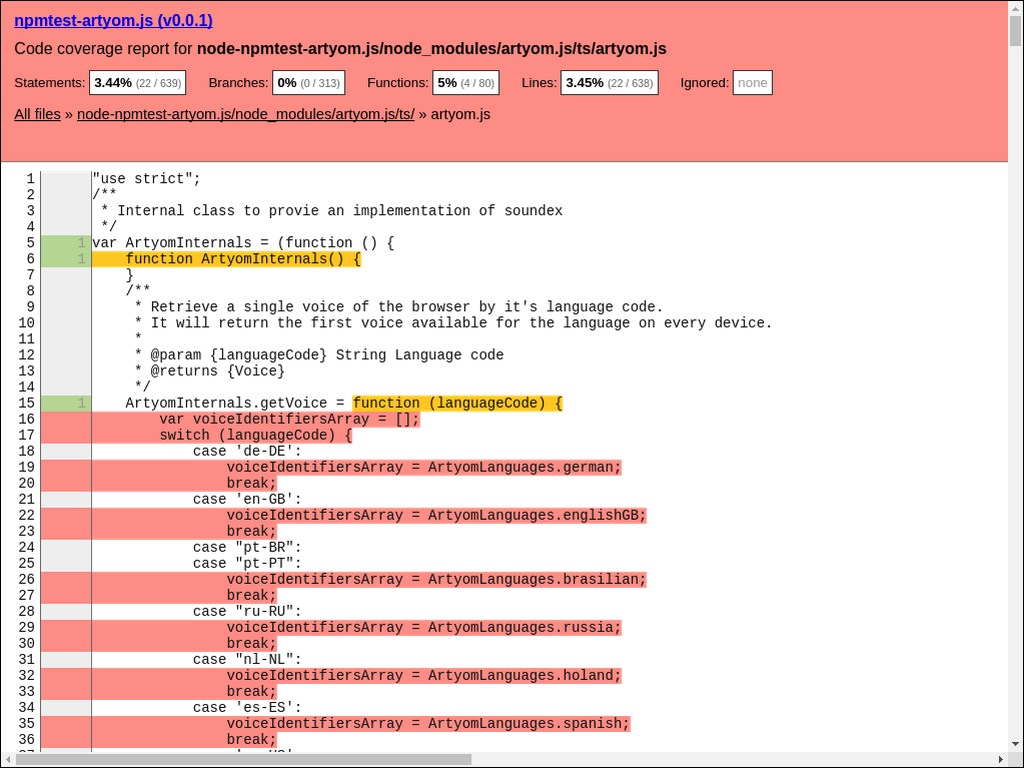 npmtest-artyom.js (v0.0.1)
Code coverage report for node-npmtest-artyom.js/node_modules/artyom.js/ts/artyom.js
Statements: 3.44% (22 / 639) Branches: 0% (0 / 313) Functions: 5% (4 / 80) Lines: 3.45% (22 / 638) Ignored: none
All files » node-npmtest-artyom.js/node_modules/artyom.js/ts/ » artyom.js
1 "use strict";
2 /**
3  * Internal class to provie an implementation of soundex
4  */
5 1 var ArtyomInternals = (function () {
6 1     function ArtyomInternals() {
7     }
8     /**
9      * Retrieve a single voice of the browser by it's language code.
10      * It will return the first voice available for the language on every device.
11      *
12      * @param {languageCode} String Language code
13      * @returns {Voice}
14      */
15 1     ArtyomInternals.getVoice = function (languageCode) {
16         var voiceIdentifiersArray = [];
17         switch (languageCode) {
18             case 'de-DE':
19                 voiceIdentifiersArray = ArtyomLanguages.german;
20                 break;
21             case 'en-GB':
22                 voiceIdentifiersArray = ArtyomLanguages.englishGB;
23                 break;
24             case "pt-BR":
25             case "pt-PT":
26                 voiceIdentifiersArray = ArtyomLanguages.brasilian;
27                 break;
28             case "ru-RU":
29                 voiceIdentifiersArray = ArtyomLanguages.russia;
30                 break;
31             case "nl-NL":
32                 voiceIdentifiersArray = ArtyomLanguages.holand;
33                 break;
34             case 'es-ES':
35                 voiceIdentifiersArray = ArtyomLanguages.spanish;
36                 break;